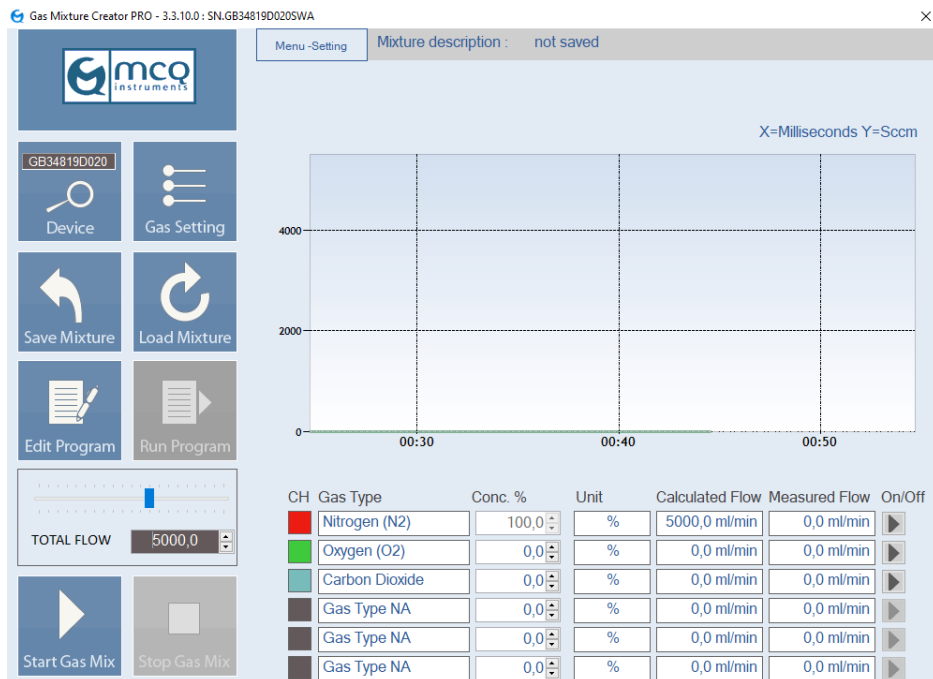 Gas Mixture Creator PRO - 3.3.10.0 : SN.GB34819D020SWA
mcq
instruments
Menu -Setting
Mixture description : not saved
X=Milliseconds Y=Sccm
GB34819D020
Device
Gas Setting
Save Mixture
Load Mixture
Edit Program
Run Program
TOTAL FLOW 5000,0
Start Gas Mix
Stop Gas Mix
4000
2000
0
00:30 00:40 00:50
CH Gas Type Conc. % Unit Calculated Flow Measured Flow On/Off
Nitrogen (N2) 100,0 % 5000,0 ml/min 0,0 ml/min
Oxygen (O2) 0,0 % 0,0 ml/min 0,0 ml/min
Carbon Dioxide 0,0 % 0,0 ml/min 0,0 ml/min
Gas Type NA 0,0 % 0,0 ml/min 0,0 ml/min
Gas Type NA 0,0 % 0,0 ml/min 0,0 ml/min
Gas Type NA 0,0 % 0,0 ml/min 0,0 ml/min